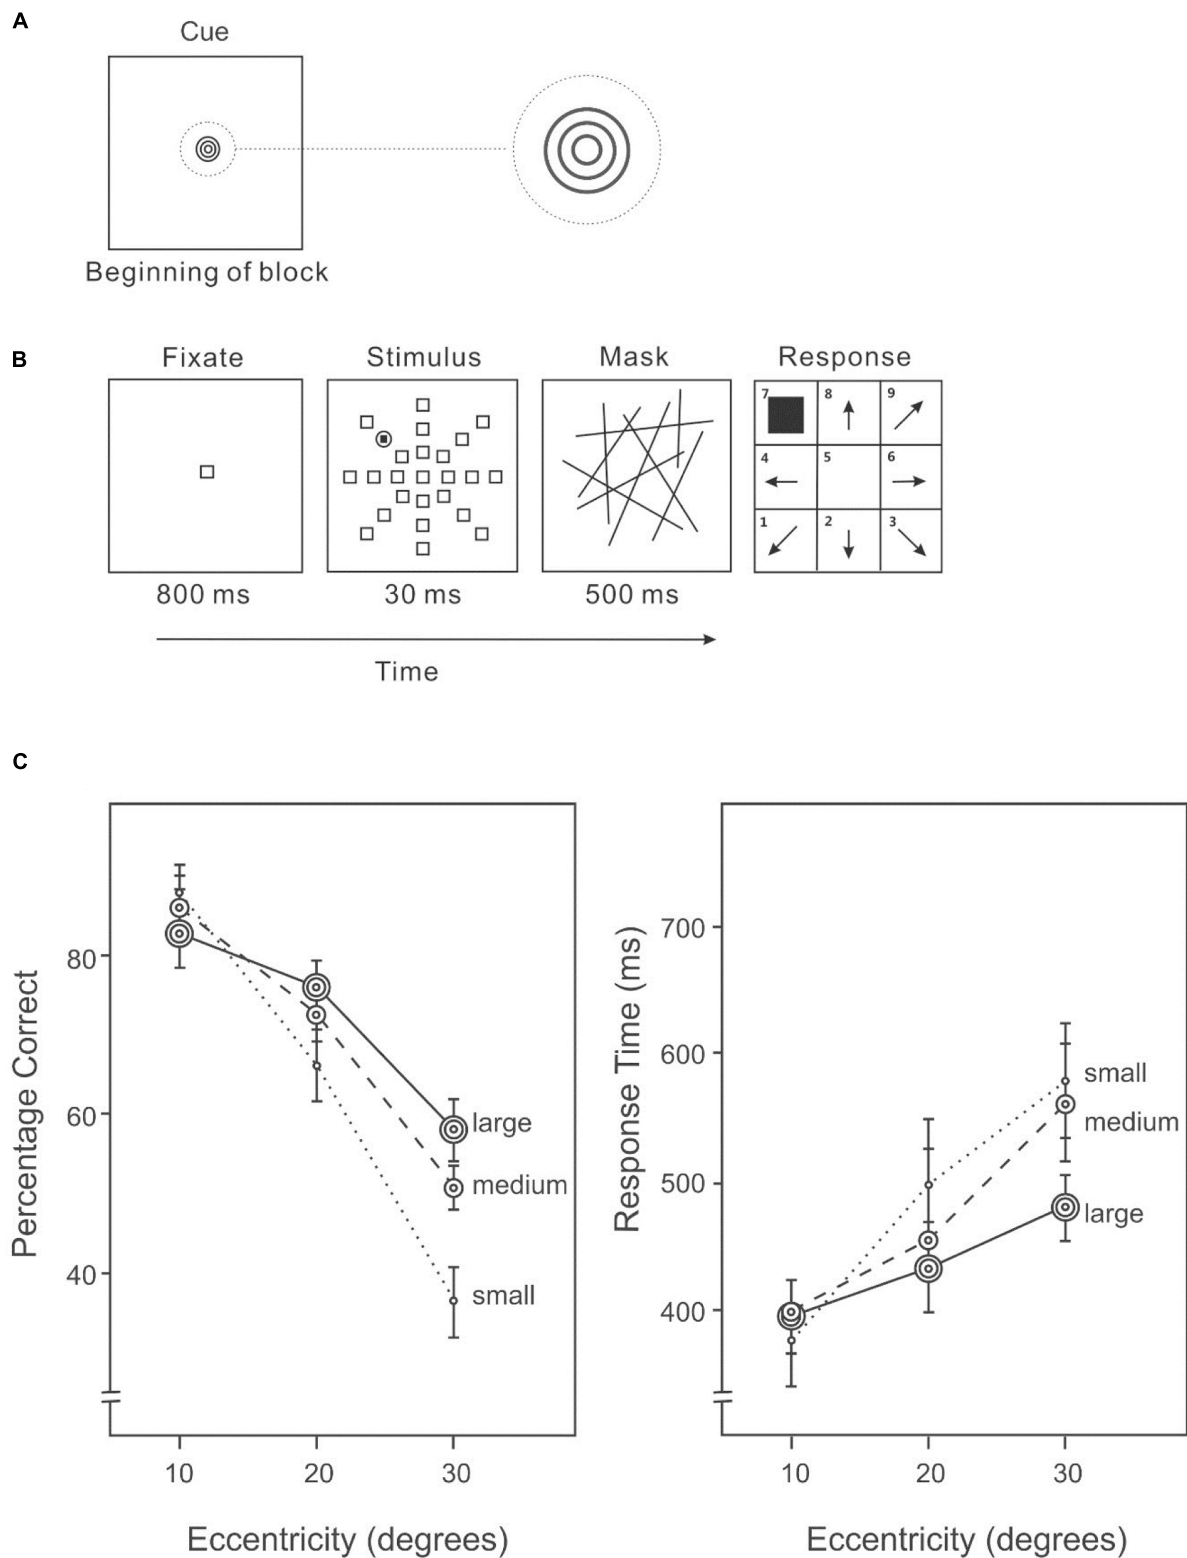 A
Cue
Beginning of block
B
Fixate
Stimulus
Mask
Response
7
8
9
4
5
6
1
2
3
800 ms
30 ms
500 ms
Time
C
Percentage Correct
80
60
40
large
medium
small
10
20
30
Eccentricity (degrees)
Response Time (ms)
700
600
500
400
small
medium
large
10
20
30
Eccentricity (degrees)